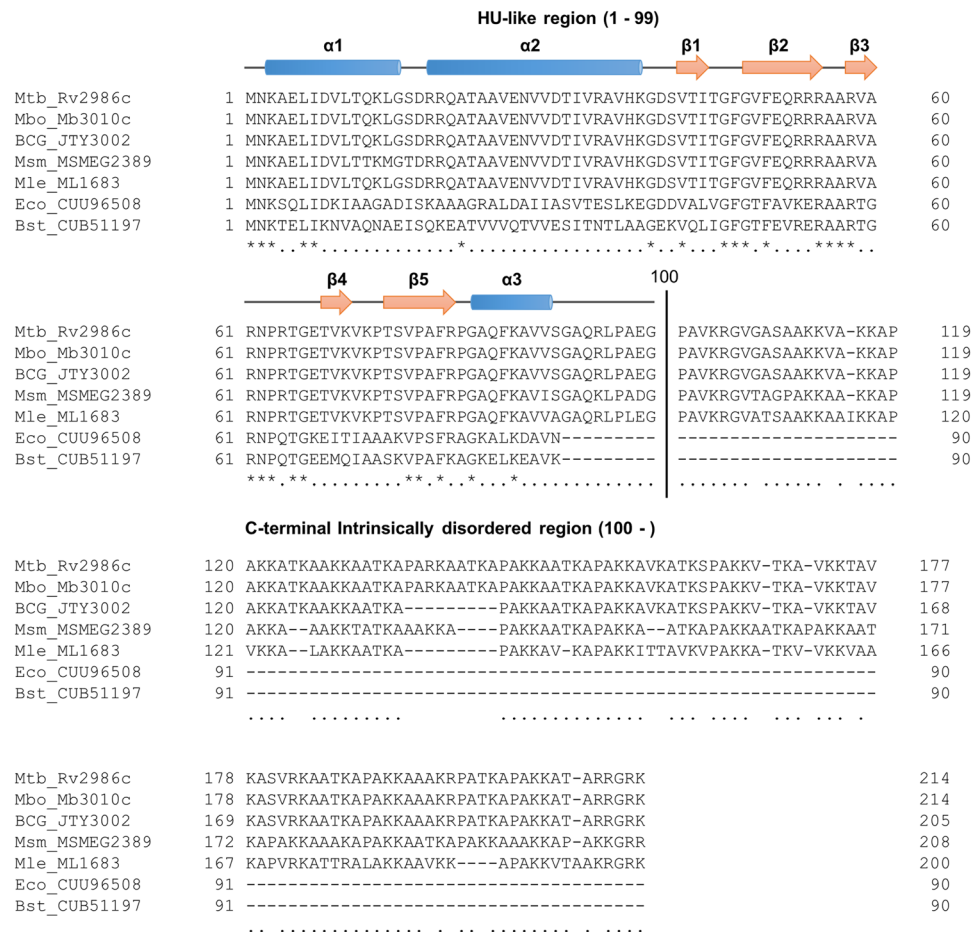 HU-like region (1 - 99)
α1 α2 β1 β2 β3
Mtb_Rv2986c 1 MNKAELIDVLTQKLGSDRRQATAAVENVVDTIVRAVHKGDSVTITGFGVFEQRRRAARVA 60
Mbo_Mb3010c 1 MNKAELIDVLTQKLGSDRRQATAAVENVVDTIVRAVHKGDSVTITGFGVFEQRRRAARVA 60
BCG_JTY3002 1 MNKAELIDVLTQKLGSDRRQATAAVENVVDTIVRAVHKGDSVTITGFGVFEQRRRAARVA 60
Msm_MSMEG2389 1 MNKAELIDVLTTKMGTDRRQATAAVENVVDTIVRAVHKGDSVTITGFGVFEQRRRAARVA 60
Mle_ML1683 1 MNKAELIDVLTQKLGSDRRQATAAVENVVDTIVRAVHKGDSVTITGFGVFEQRRRAARVA 60
Eco_CUU96508 1 MNKSQLIDKIAAGADISKAAAGRALDAIIASVTESLKEGDDVALVGFGTFAVKERAARTG 60
Bst_CUB51197 1 MNKTELIKNVAQNAEISQKEATVVVQTVVESITNTLAAGEKVQLIGFGTFEVRERAARTG 60
***..**.............*.................*..*...***.*....****..
β4 β5 α3 100
Mtb_Rv2986c 61 RNPRTGETVKVKPTSVPAFRPGAQFKAVVSGAQRLPAEG PAVKRGVGASAAKKVA-KKAP 119
Mbo_Mb3010c 61 RNPRTGETVKVKPTSVPAFRPGAQFKAVVSGAQRLPAEG PAVKRGVGASAAKKVA-KKAP 119
BCG_JTY3002 61 RNPRTGETVKVKPTSVPAFRPGAQFKAVVSGAQRLPAEG PAVKRGVGASAAKKVA-KKAP 119
Msm_MSMEG2389 61 RNPRTGETVKVKPTSVPAFRPGAQFKAVISGAQKLPADG PAVKRGVTAGPAKKAA-KKAP 119
Mle_ML1683 61 RNPRTGETVKVKPTSVPAFRPGAQFKAVVAGAQRLPLEG PAVKRGVATSAAKKAAIKKAP 120
Eco_CUU96508 61 RNPQTGKEITIAAAKVPSFRAGKALKDAVN--------- --------------------- 90
Bst_CUB51197 61 RNPQTGEEMQIAASKVPAFKAGKELKEAVK--------- --------------------- 90
***.**.........**.*..*...*............. ....... ...... . ....
C-terminal Intrinsically disordered region (100 - )
Mtb_Rv2986c 120 AKKATKAAKKAATKAPARKAATKAPAKKAATKAPAKKAVKATKSPAKKV-TKA-VKKTAV 177
Mbo_Mb3010c 120 AKKATKAAKKAATKAPARKAATKAPAKKAATKAPAKKAVKATKSPAKKV-TKA-VKKTAV 177
BCG_JTY3002 120 AKKATKAAKKAATKA---------PAKKAATKAPAKKAVKATKSPAKKV-TKA-VKKTAV 168
Msm_MSMEG2389 120 AKKA--AAKKTATKAAAKKA----PAKKAATKAPAKKA--ATKAPAKKAATKAPAKKAAT 171
Mle_ML1683 121 VKKA--LAKKAATKA---------PAKKAV-KAPAKKITTAVKVPAKKA-TKV-VKKVAA 166
Eco_CUU96508 91 ------------------------------------------------------------ 90
Bst_CUB51197 91 ------------------------------------------------------------ 90
.... ......... .............. ... ..... ... .... .
Mtb_Rv2986c 178 KASVRKAATKAPAKKAAAKRPATKAPAKKAT-ARRGRK 214
Mbo_Mb3010c 178 KASVRKAATKAPAKKAAAKRPATKAPAKKAT-ARRGRK 214
BCG_JTY3002 169 KASVRKAATKAPAKKAAAKRPATKAPAKKAT-ARRGRK 205
Msm_MSMEG2389 172 KAPAKKAATKAPAKKAATKAPAKKAAAKKAP-AKKGRR 208
Mle_ML1683 167 KAPVRKATTRALAKKAAVKK----APAKKVTAAKRGRK 200
Eco_CUU96508 91 -------------------------------------- 90
Bst_CUB51197 91 -------------------------------------- 90
.. .. ... .. ...... . .. ....... . .. ....